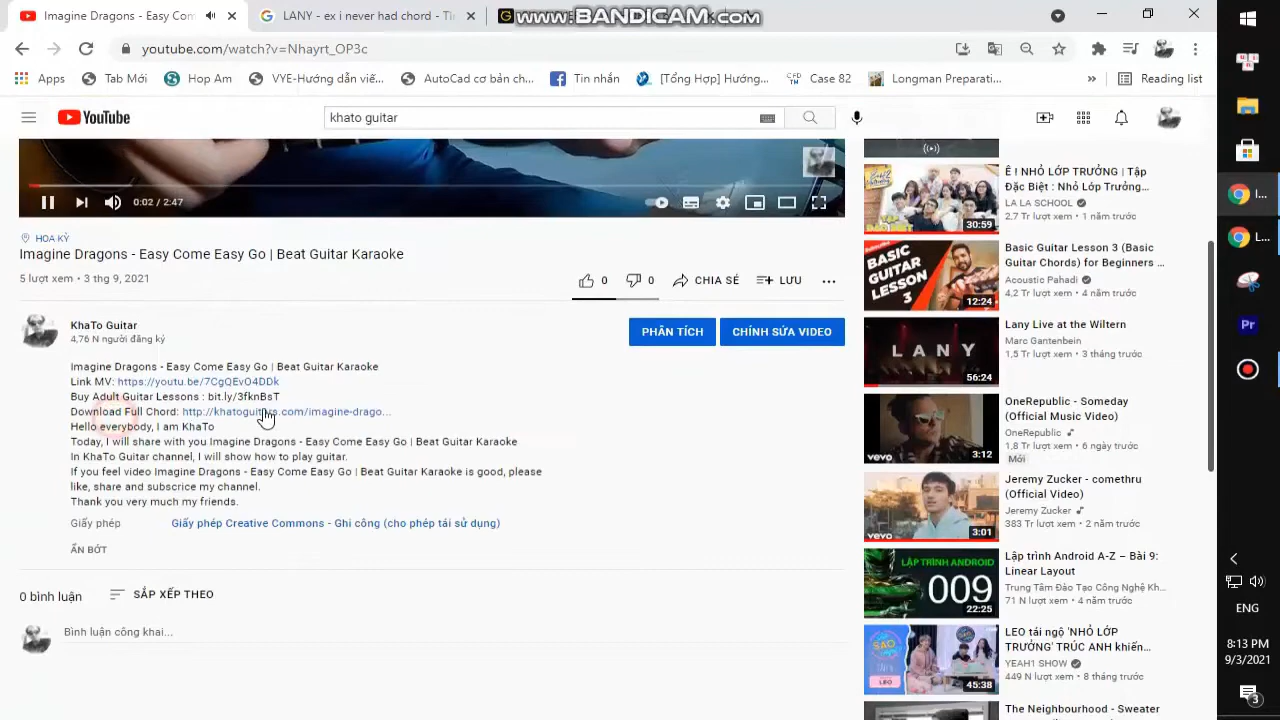 Imagine Dragons - Easy Com
LANY - ex i never had chord - Th
www.BANDICAM.com
youtube.com/watch?v=Nhayrt_OP3c
Apps
Tab Mới
Hop Am
VYE-Hướng dẫn viế...
AutoCad cơ bản ch...
Tin nhắn
[Tổng Hợp] Hướng...
Case 82
Longman Preparati...
»
Reading list
YouTube
khato guitar
0:02 / 2:47
HOA KỲ
Imagine Dragons - Easy Come Easy Go | Beat Guitar Karaoke
5 lượt xem • 3 thg 9, 2021
0
0
CHIA SẺ
LƯU
KhaTo Guitar
4,76 N người đăng ký
PHÂN TÍCH
CHỈNH SỬA VIDEO
Imagine Dragons - Easy Come Easy Go | Beat Guitar Karaoke
Link MV: https://youtu.be/7CgQEvO4DDk
Buy Adult Guitar Lessons : bit.ly/3fknBsT
Download Full Chord: http://khatoguitar.com/imagine-drago...
Hello everybody, I am KhaTo
Today, I will share with you Imagine Dragons - Easy Come Easy Go | Beat Guitar Karaoke
In KhaTo Guitar channel, I will show how to play guitar.
If you feel video Imagine Dragons - Easy Come Easy Go | Beat Guitar Karaoke is good, please
like, share and subscrice my channel.
Thank you very much my friends.
Giấy phép
Giấy phép Creative Commons - Ghi công (cho phép tái sử dụng)
ẨN BỚT
0 bình luận
SẮP XẾP THEO
Bình luận công khai...
30:59
Ê ! NHỎ LỚP TRƯỞNG | Tập
Đặc Biệt : Nhỏ Lớp Trưởng...
LA LA SCHOOL
2,7 Tr lượt xem • 1 năm trước
BASIC
GUITAR
LESSON
3
12:24
Basic Guitar Lesson 3 (Basic
Guitar Chords) for Beginners ...
Acoustic Pahadi
4,2 Tr lượt xem • 4 năm trước
LANY
56:24
Lany Live at the Wiltern
Marc Gantenbein
1,5 Tr lượt xem • 3 tháng trước
vevo
3:12
OneRepublic - Someday
(Official Music Video)
OneRepublic
1,8 Tr lượt xem • 6 ngày trước
Mới
vevo
3:01
Jeremy Zucker - comethru
(Official Video)
Jeremy Zucker
383 Tr lượt xem • 2 năm trước
LẬP TRÌNH ANDROID
009
22:25
Lập trình Android A-Z – Bài 9:
Linear Layout
Trung Tâm Đào Tạo Công Nghệ Kh...
71 N lượt xem • 4 năm trước
LEO
45:38
LEO tái ngộ 'NHỎ LỚP
TRƯỞNG' TRÚC ANH khiến...
YEAH1 SHOW
449 N lượt xem • 8 tháng trước
The Neighbourhood - Sweater
I...
L...
Pr
ENG
8:13 PM
9/3/2021
3